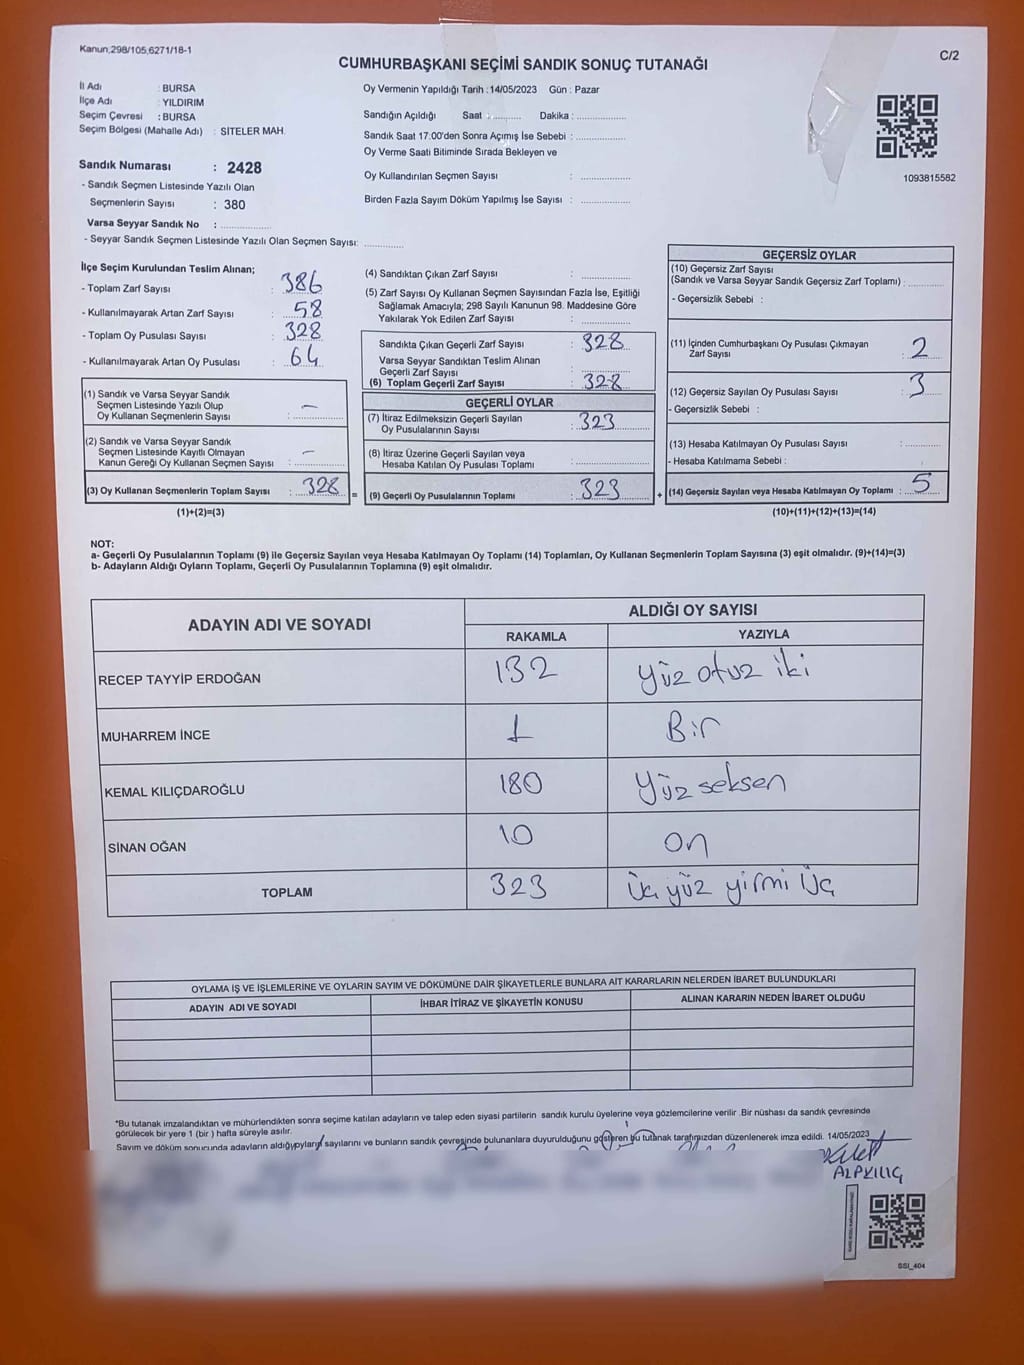 Kanun;298/105,6271/18-1
C/2
CUMHURBAŞKANI SEÇİMİ SANDIK SONUÇ TUTANAĞI
İl Adı : BURSA
İlçe Adı : YILDIRIM
Seçim Çevresi : BURSA
Seçim Bölgesi (Mahalle Adı) : SİTELER MAH.
Sandık Numarası : 2428
- Sandık Seçmen Listesinde Yazılı Olan
Seçmenlerin Sayısı : 380
Varsa Seyyar Sandık No :
- Seyyar Sandık Seçmen Listesinde Yazılı Olan Seçmen Sayısı:
Oy Vermenin Yapıldığı Tarih : 14/05/2023 Gün : Pazar
Sandığın Açıldığı Saat : Dakika :
Sandık Saat 17:00'den Sonra Açımış İse Sebebi :
Oy Verme Saati Bitiminde Sırada Bekleyen ve
Oy Kullandırılan Seçmen Sayısı :
Birden Fazla Sayım Döküm Yapılmış İse Sayısı :
1093815582
İlçe Seçim Kurulundan Teslim Alınan;
- Toplam Zarf Sayısı : 386
- Kullanılmayarak Artan Zarf Sayısı : 58
- Toplam Oy Pusulası Sayısı : 328
- Kullanılmayarak Artan Oy Pusulası : 64
(1) Sandık ve Varsa Seyyar Sandık
Seçmen Listesinde Yazılı Olup
Oy Kullanan Seçmenlerin Sayısı : -
(2) Sandık ve Varsa Seyyar Sandık
Seçmen Listesinde Kayıtlı Olmayan
Kanun Gereği Oy Kullanan Seçmen Sayısı : -
(3) Oy Kullanan Seçmenlerin Toplam Sayısı : 328 =
(1)+(2)=(3)
(4) Sandıktan Çıkan Zarf Sayısı :
(5) Zarf Sayısı Oy Kullanan Seçmen Sayısından Fazla İse, Eşitliği
Sağlamak Amacıyla; 298 Sayılı Kanunun 98. Maddesine Göre
Yakılarak Yok Edilen Zarf Sayısı :
Sandıkta Çıkan Geçerli Zarf Sayısı : 328
Varsa Seyyar Sandıktan Teslim Alınan
Geçerli Zarf Sayısı :
(6) Toplam Geçerli Zarf Sayısı : 328
GEÇERLİ OYLAR
(7) İtiraz Edilmeksizin Geçerli Sayılan
Oy Pusulalarının Sayısı : 323
(8) İtiraz Üzerine Geçerli Sayılan veya
Hesaba Katılan Oy Pusulası Toplamı :
(9) Geçerli Oy Pusulalarının Toplamı : 323 +
GEÇERSİZ OYLAR
(10) Geçersiz Zarf Sayısı
(Sandık ve Varsa Seyyar Sandık Geçersiz Zarf Toplamı) :
- Geçersizlik Sebebi :
(11) İçinden Cumhurbaşkanı Oy Pusulası Çıkmayan
Zarf Sayısı : 2
(12) Geçersiz Sayılan Oy Pusulası Sayısı : 3
- Geçersizlik Sebebi :
(13) Hesaba Katılmayan Oy Pusulası Sayısı :
- Hesaba Katılmama Sebebi :
(14) Geçersiz Sayılan veya Hesaba Katılmayan Oy Toplamı : 5
(10)+(11)+(12)+(13)=(14)
NOT:
a- Geçerli Oy Pusulalarının Toplamı (9) ile Geçersiz Sayılan veya Hesaba Katılmayan Oy Toplamı (14) Toplamları, Oy Kullanan Seçmenlerin Toplam Sayısına (3) eşit olmalıdır. (9)+(14)=(3)
b- Adayların Aldığı Oyların Toplamı, Geçerli Oy Pusulalarının Toplamına (9) eşit olmalıdır.
ADAYIN ADI VE SOYADI
ALDIĞI OY SAYISI
RAKAMLA YAZIYLA
RECEP TAYYİP ERDOĞAN 132 yüz otuz iki
MUHARREM İNCE 1 Bir
KEMAL KILIÇDAROĞLU 180 yüz seksen
SİNAN OĞAN 10 on
TOPLAM 323 üç yüz yirmi üç
OYLAMA İŞ VE İŞLEMLERİNE VE OYLARIN SAYIM VE DÖKÜMÜNE DAİR ŞİKAYETLERLE BUNLARA AİT KARARLARIN NELERDEN İBARET BULUNDUKLARI
ADAYIN ADI VE SOYADI İHBAR İTİRAZ VE ŞİKAYETİN KONUSU ALINAN KARARIN NEDEN İBARET OLDUĞU
*Bu tutanak imzalandıktan ve mühürlendikten sonra seçime katılan adayların ve talep eden siyasi partilerin sandık kurulu üyelerine veya gözlemcilerine verilir .Bir nüshası da sandık çevresinde
görülecek bir yere 1 (bir ) hafta süreyle asılır.
Sayım ve döküm sonucunda adayların aldığı sayılarını ve bunların sandık çevresinde bulunanlara duyurulduğunu gösteren bu tutanak tarafımızdan düzenlenerek imza edildi. 14/05/2023
ALPKILIÇ
SSI_404